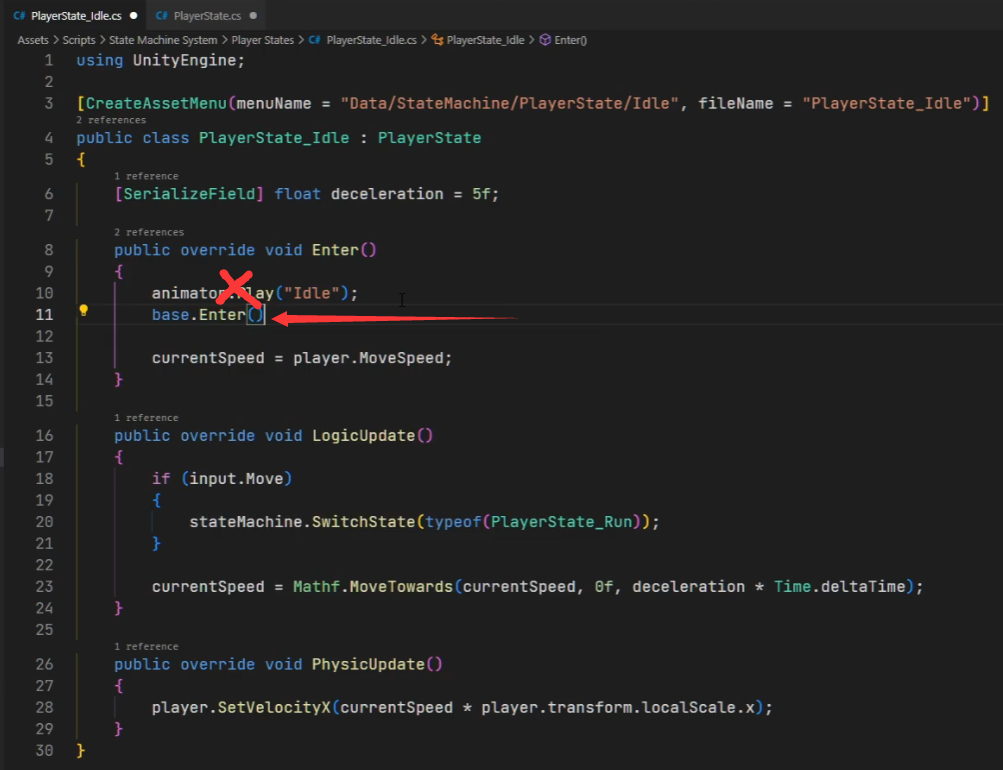 C# PlayerState_Idle.cs ● C# PlayerState.cs ●
Assets > Scripts > State Machine System > Player States > C# PlayerState_Idle.cs > PlayerState_Idle > Enter()
1 using UnityEngine;
2
3 [CreateAssetMenu(menuName = "Data/StateMachine/PlayerState/Idle", fileName = "PlayerState_Idle")]
2 references
4 public class PlayerState_Idle : PlayerState
5 {
1 reference
6 [SerializeField] float deceleration = 5f;
7
2 references
8 public override void Enter()
9 {
10 animator.Play("Idle");
11 base.Enter()
12
13 currentSpeed = player.MoveSpeed;
14 }
15
1 reference
16 public override void LogicUpdate()
17 {
18 if (input.Move)
19 {
20 stateMachine.SwitchState(typeof(PlayerState_Run));
21 }
22
23 currentSpeed = Mathf.MoveTowards(currentSpeed, 0f, deceleration * Time.deltaTime);
24 }
25
1 reference
26 public override void PhysicUpdate()
27 {
28 player.SetVelocityX(currentSpeed * player.transform.localScale.x);
29 }
30 }